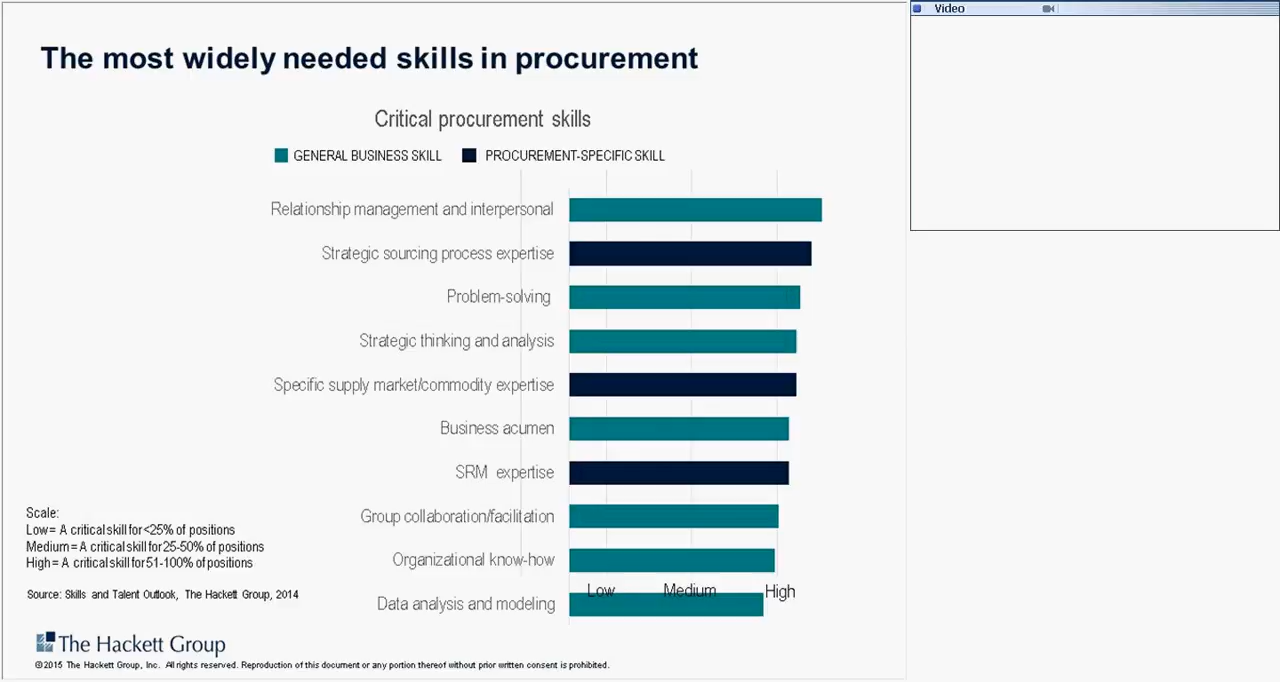 Video
The most widely needed skills in procurement
Critical procurement skills
GENERAL BUSINESS SKILL
PROCUREMENT-SPECIFIC SKILL
Relationship management and interpersonal
Strategic sourcing process expertise
Problem-solving
Strategic thinking and analysis
Specific supply market/commodity expertise
Business acumen
SRM expertise
Group collaboration/facilitation
Organizational know-how
Data analysis and modeling
Low
Medium
High
Scale:
Low= A critical skill for <25% of positions
Medium= A critical skill for 25-50% of positions
High= A critical skill for 51-100% of positions
Source: Skills and Talent Outlook, The Hackett Group, 2014
The Hackett Group
©2015 The Hackett Group, Inc. All rights reserved. Reproduction of this document or any portion thereof without prior written consent is prohibited.